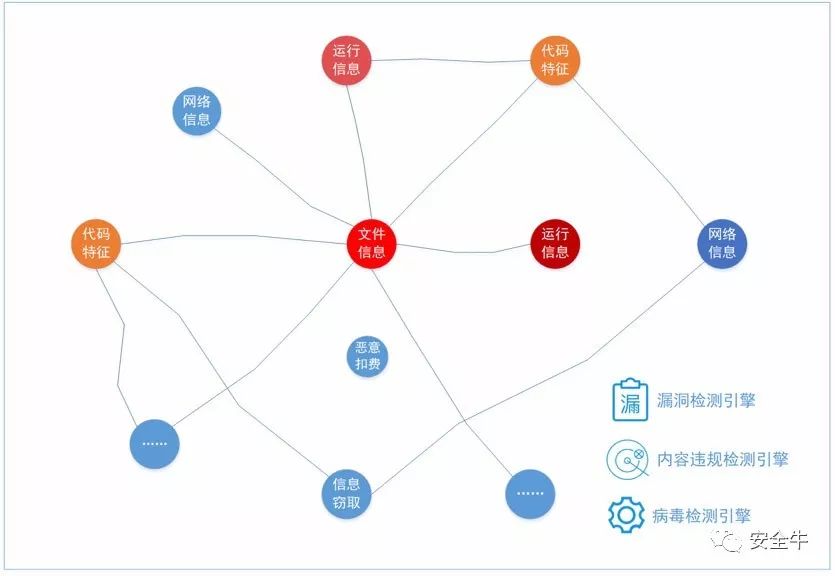 运行
信息
代码
特征
网络
信息
代码
特征
文件
信息
运行
信息
网络
信息
恶意
扣费
漏
漏洞检测引擎
内容违规检测引擎
……
信息
窃取
……
病毒检测引擎
安全牛